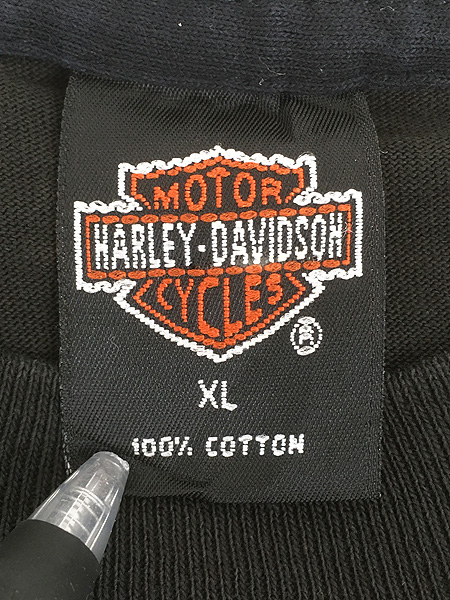 MOTOR
HARLEY-DAVIDSON
CYCLES
®
XL
100% COTTON